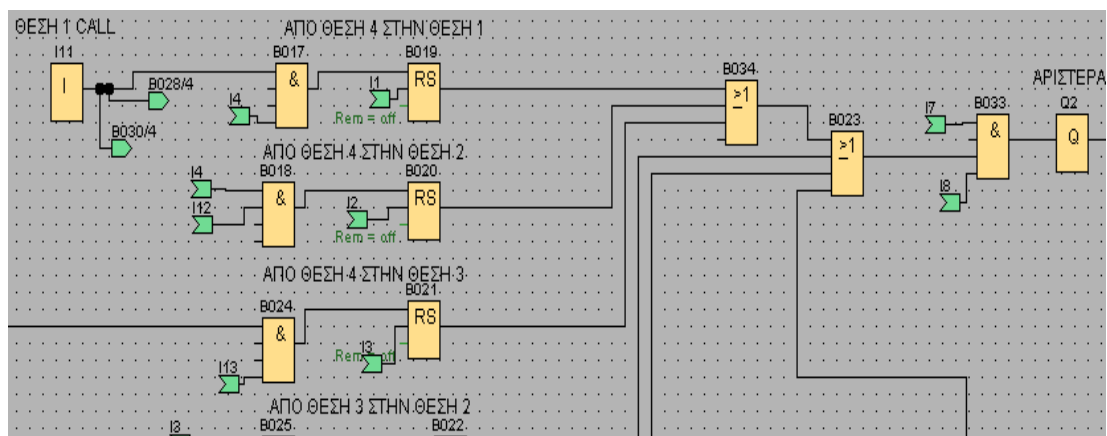 ΘΕΣΗ 1 CALL
ΑΠΟ ΘΕΣΗ 4 ΣΤΗΝ ΘΕΣΗ 1
I11
B017
B019
I
&
RS
I1
Rem = off
I4
B028/4
B030/4
B034
>1
ΑΡΙΣΤΕΡΑ
I7
B033
Q2
&
Q
B023
>1
I8
ΑΠΟ ΘΕΣΗ 4 ΣΤΗΝ ΘΕΣΗ 2
I4
B018
B020
&
RS
I12
I2
Rem = off
ΑΠΟ ΘΕΣΗ 4 ΣΤΗΝ ΘΕΣΗ 3
B024
B021
&
RS
I3
Rem = off
I13
ΑΠΟ ΘΕΣΗ 3 ΣΤΗΝ ΘΕΣΗ 2
I3
B025
B022